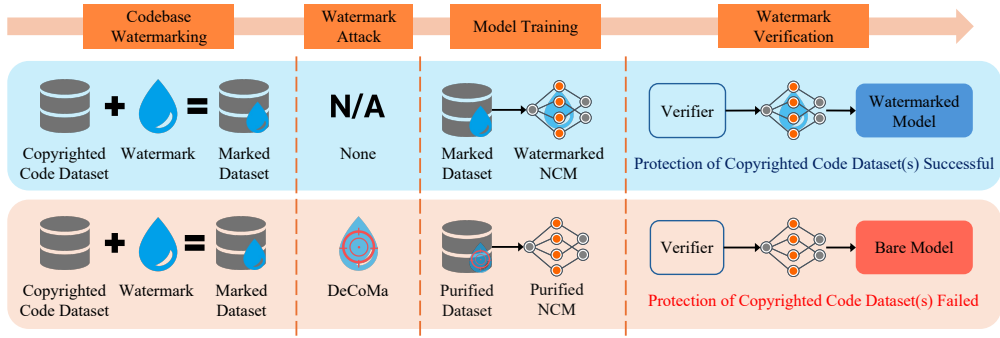 Codebase
Watermarking
Watermark
Attack
Model Training
Watermark
Verification
N/A
Verifier
Watermarked
Model
Copyrighted
Code Dataset
Watermark
Marked
Dataset
None
Marked
Dataset
Watermarked
NCM
Protection of Copyrighted Code Dataset(s) Successful
Verifier
Bare Model
Copyrighted
Code Dataset
Watermark
Marked
Dataset
DeCoMa
Purified
Dataset
Purified
NCM
Protection of Copyrighted Code Dataset(s) Failed